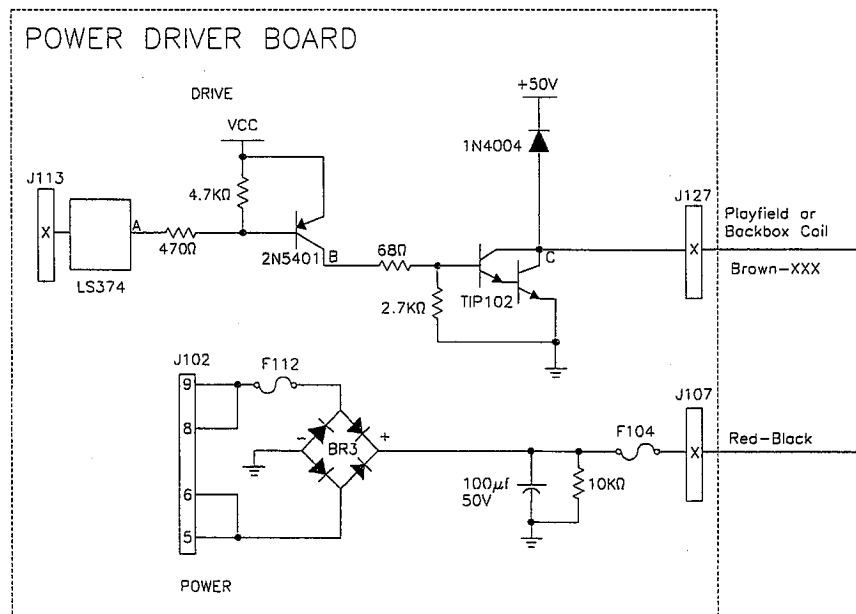 POWER DRIVER BOARD
DRIVE
+50V
VCC
1N4004
J113
4.7KΩ
J127
X
A
470Ω
2N5401
B
68Ω
C
X
Playfield or
Backbox Coil
Brown-XXX
LS374
2.7KΩ
TIP102
J102
F112
9
8
-
BR3
+
J107
F104
Red-Black
X
6
5
100µf
50V
10KΩ
POWER